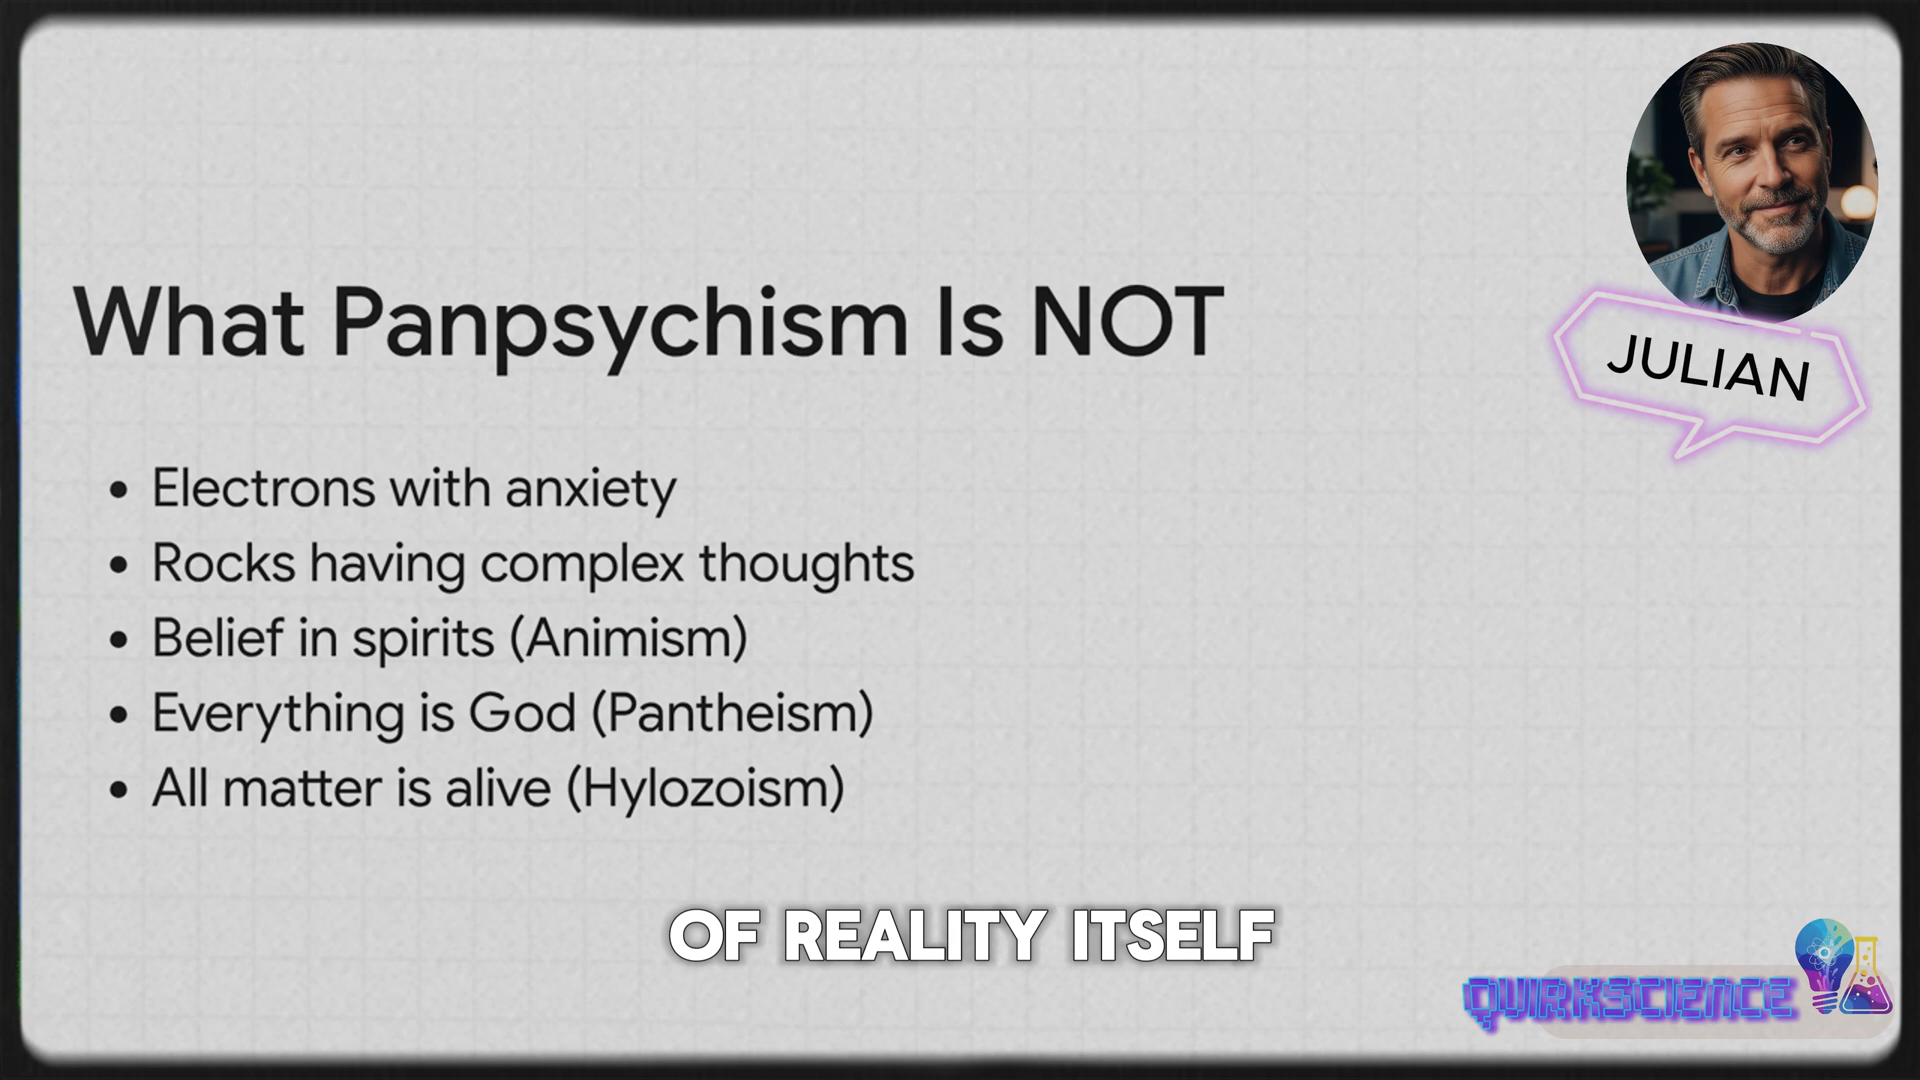 What Panpsychism Is NOT
JULIAN
• Electrons with anxiety
• Rocks having complex thoughts
• Belief in spirits (Animism)
• Everything is God (Pantheism)
• All matter is alive (Hylozoism)
OF REALITY ITSELF
QUIRKSCIENCE